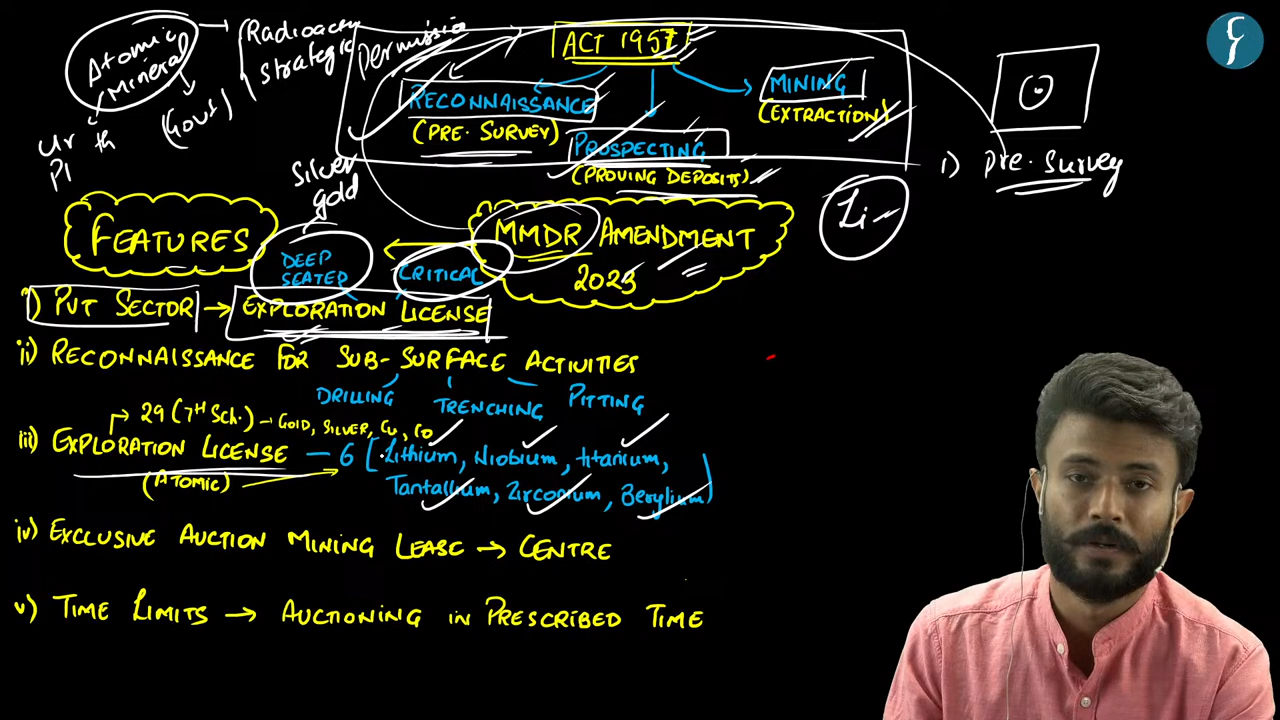 Atomic
Mineral
Radioactive
Strategic
(Govt)
Ur th
Pl
Permission
ACT 1957
RECONNAISSANCE
(PRE-SURVEY)
PROSPECTING
(PROVING DEPOSITS)
MINING
(EXTRACTION)
i) Pre-Survey
Li
Silver
gold
FEATURES
DEEP
SEATER
CRITICAL
MMDR AMENDMENT
2023
i) PVT SECTOR → EXPLORATION LICENSE
ii) RECONNAISSANCE FOR SUB-SURFACE ACTIVITIES
DRILLING TRENCHING PITTING
29 (7TH Sch.) - GOLD, SILVER, Cu, Co
iii) EXPLORATION LICENSE - 6 [Lithium, Niobium, titanium,
(ATOMIC)
Tantallium, Zirconium, Berylium]
iv) EXCLUSIVE AUCTION MINING LEASE → CENTRE
v) TIME LIMITS → AUCTIONING IN PRESCRIBED TIME